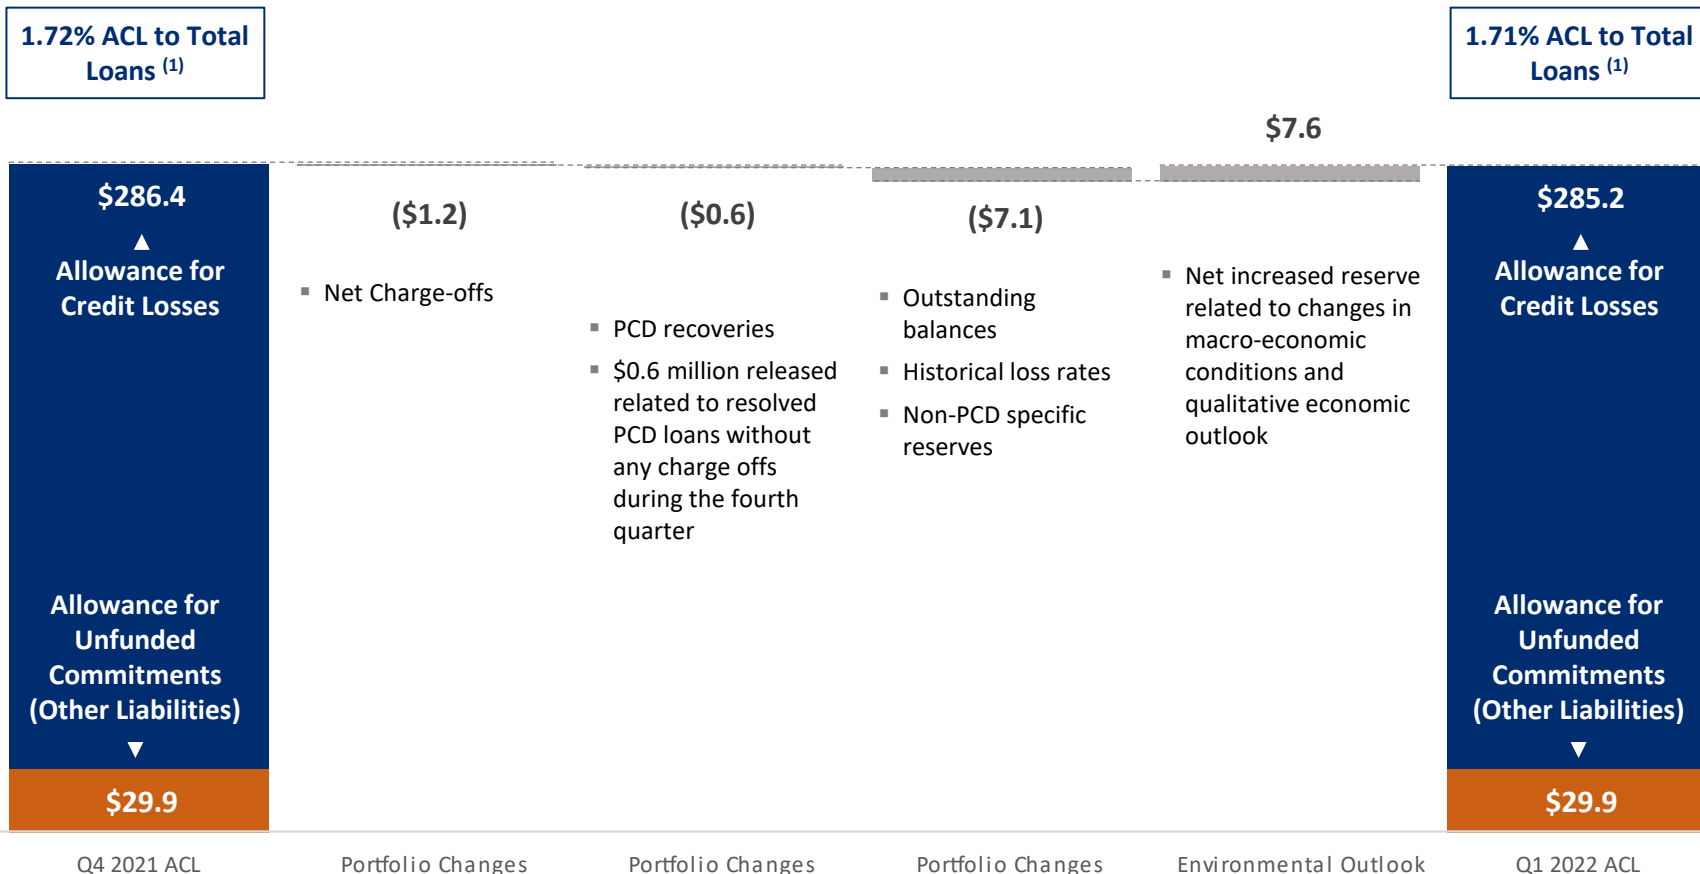 1.72% ACL to Total
Loans (1)
1.71% ACL to Total
Loans (1)
$7.6
$286.4
▲
Allowance for
Credit Losses
Allowance for
Unfunded
Commitments
(Other Liabilities)
▼
$29.9
($1.2)
▪ Net Charge-offs
($0.6)
▪ PCD recoveries
▪ $0.6 million released
related to resolved
PCD loans without
any charge offs
during the fourth
quarter
($7.1)
▪ Outstanding
balances
▪ Historical loss rates
▪ Non-PCD specific
reserves
▪ Net increased reserve
related to changes in
macro-economic
conditions and
qualitative economic
outlook
$285.2
▲
Allowance for
Credit Losses
Allowance for
Unfunded
Commitments
(Other Liabilities)
▼
$29.9
Q4 2021 ACL
Portfolio Changes
Portfolio Changes
Portfolio Changes
Environmental Outlook
Q1 2022 ACL